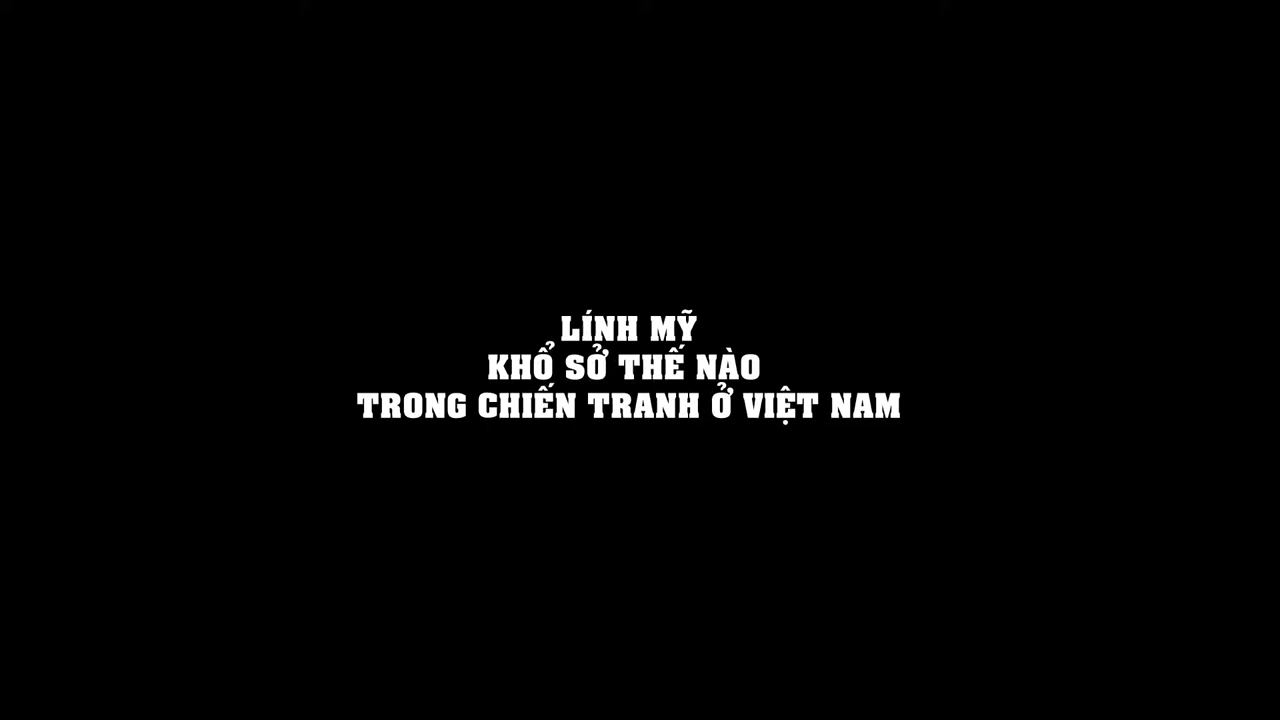 LÍNH MỸ
KHỔ SỞ THẾ NÀO
TRONG CHIẾN TRANH Ở VIỆT NAM